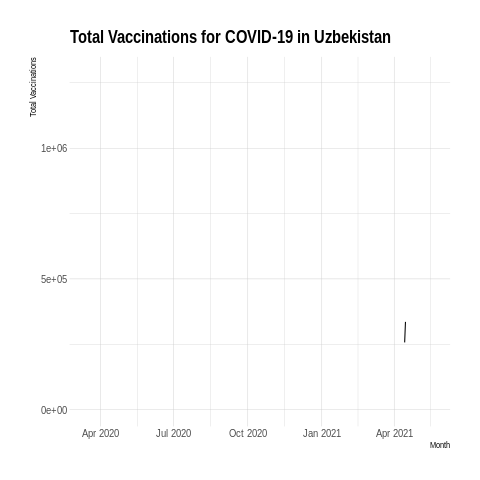 Total Vaccinations for COVID-19 in Uzbekistan
Total Vaccinations
1e+06
5e+05
0e+00
Apr 2020 Jul 2020 Oct 2020 Jan 2021 Apr 2021
Month